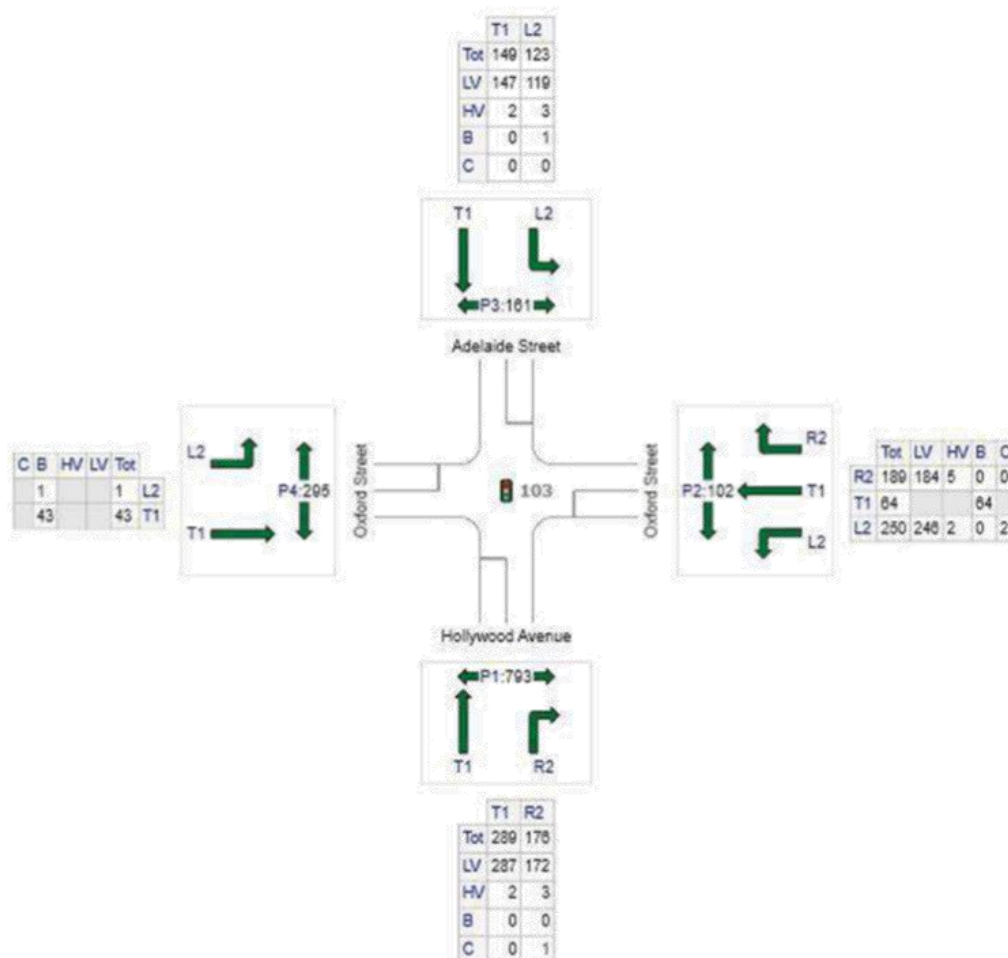 T1 L2
Tot 149 123
LV 147 119
HV 2 3
B 0 1
C 0 0
T1 L2
P3:161
Adelaide Street
C B HV LV Tot
1 1 L2
43 43 T1
L2
P4:295
T1
Oxford Street
103
Oxford Street
R2
P2:102
T1
L2
Tot LV HV B C
R2 189 184 5 0 0
T1 64 64
L2 250 246 2 0 2
Hollywood Avenue
P1:793
T1 R2
T1 R2
Tot 289 176
LV 287 172
HV 2 3
B 0 0
C 0 1